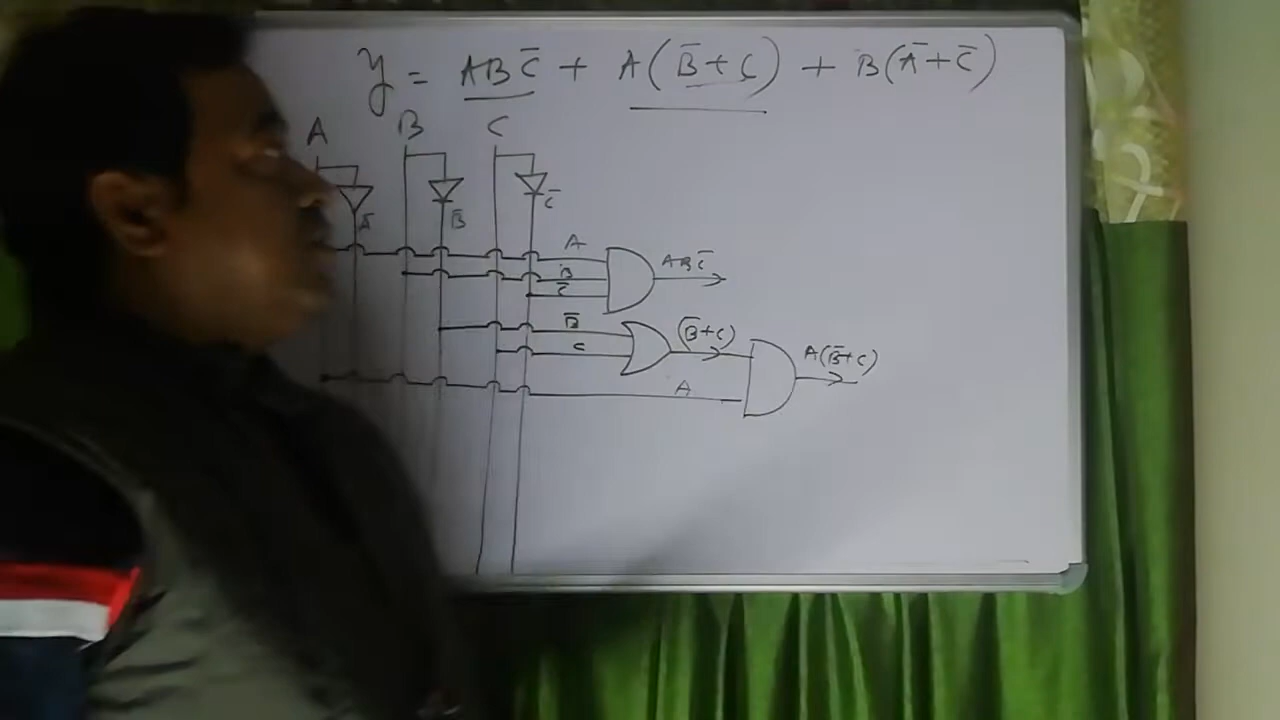 y = ABC̅ + A(B̅+C) + B(A̅+C̅)
A B C
A̅ B̅ C̅
A
B
C̅
ABC̅
B̅
C
(B̅+C)
A
A(B̅+C)